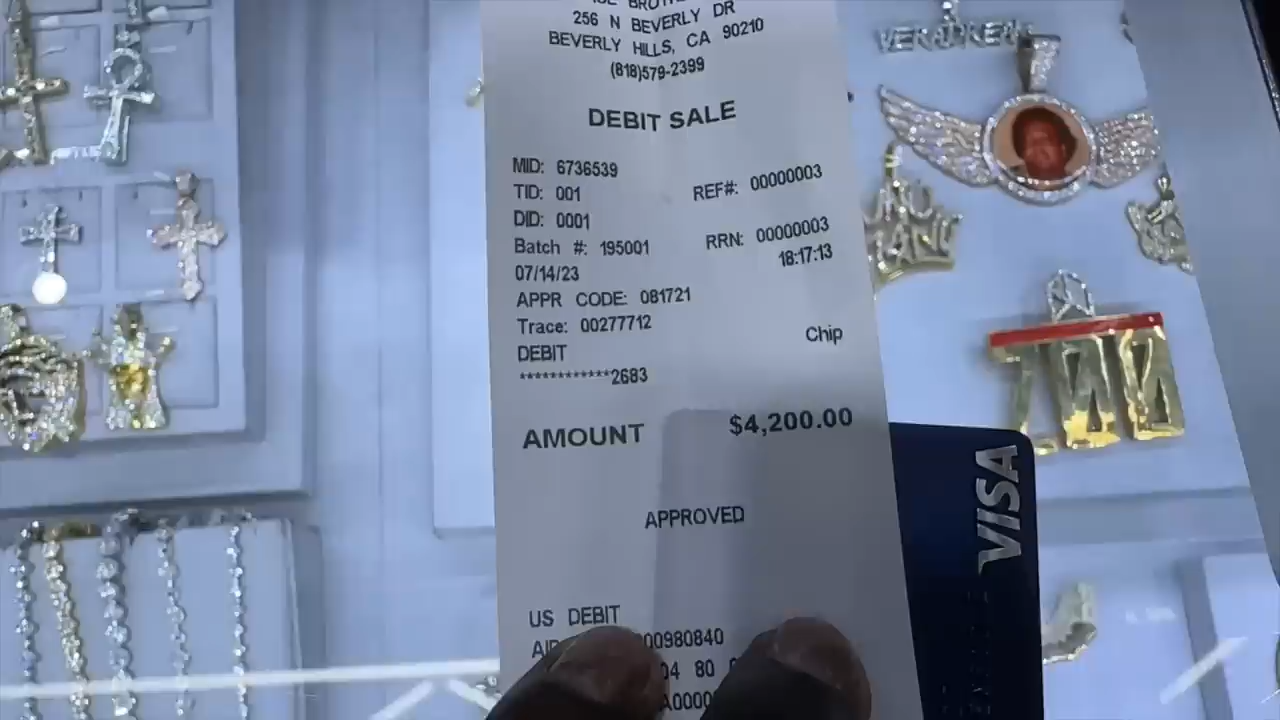 256 N BEVERLY DR
BEVERLY HILLS, CA 90210
(818)579-2399
DEBIT SALE
MID: 6736539
TID: 001
REF#: 00000003
DID: 0001
Batch #: 195001
RRN: 00000003
07/14/23
18:17:13
APPR CODE: 081721
Trace: 00277712
DEBIT
Chip
************2683
AMOUNT
$4,200.00
APPROVED
US DEBIT
VISA